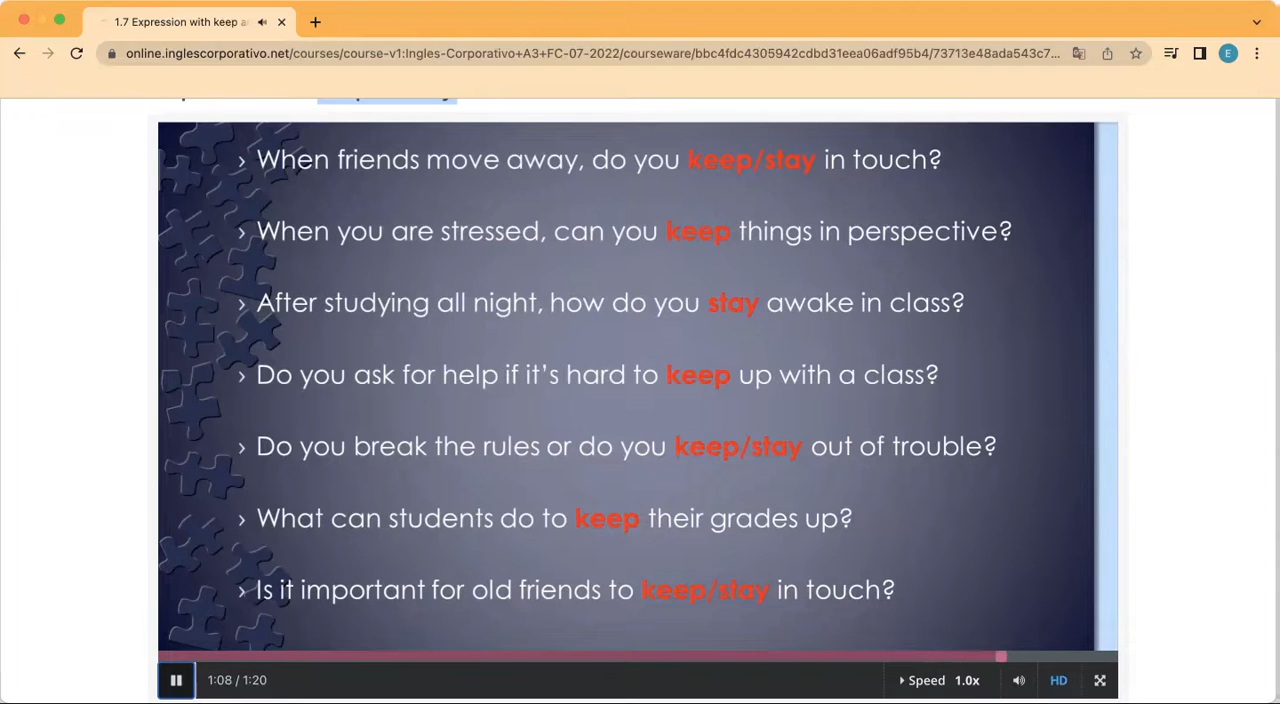 1.7 Expression with keep a
online.inglescorporativo.net/courses/course-v1:Ingles-Corporativo+A3+FC-07-2022/courseware/bbc4fdc4305942cdbd31eea06adf95b4/73713e48ada543c7...
E
› When friends move away, do you keep/stay in touch?
› When you are stressed, can you keep things in perspective?
› After studying all night, how do you stay awake in class?
› Do you ask for help if it's hard to keep up with a class?
› Do you break the rules or do you keep/stay out of trouble?
› What can students do to keep their grades up?
› Is it important for old friends to keep/stay in touch?
1:08 / 1:20
Speed 1.0x
HD